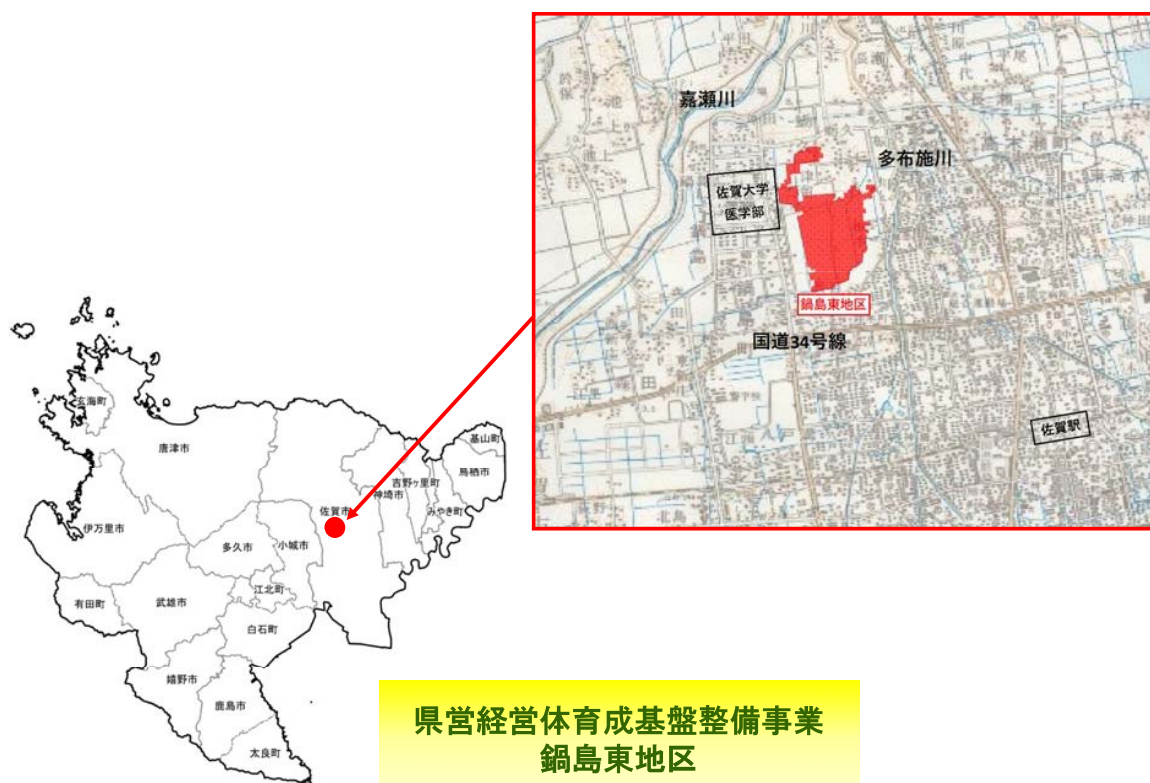 嘉瀬川
多布施川
佐賀大学
医学部
鍋島東地区
国道34号線
佐賀駅
玄海町
唐津市
基山町
鳥栖市
吉野ヶ里町
神埼市
みやき町
佐賀市
伊万里市
多久市
小城市
江北町
有田町
武雄市
白石町
嬉野市
鹿島市
太良町
県営経営体育成基盤整備事業
鍋島東地区